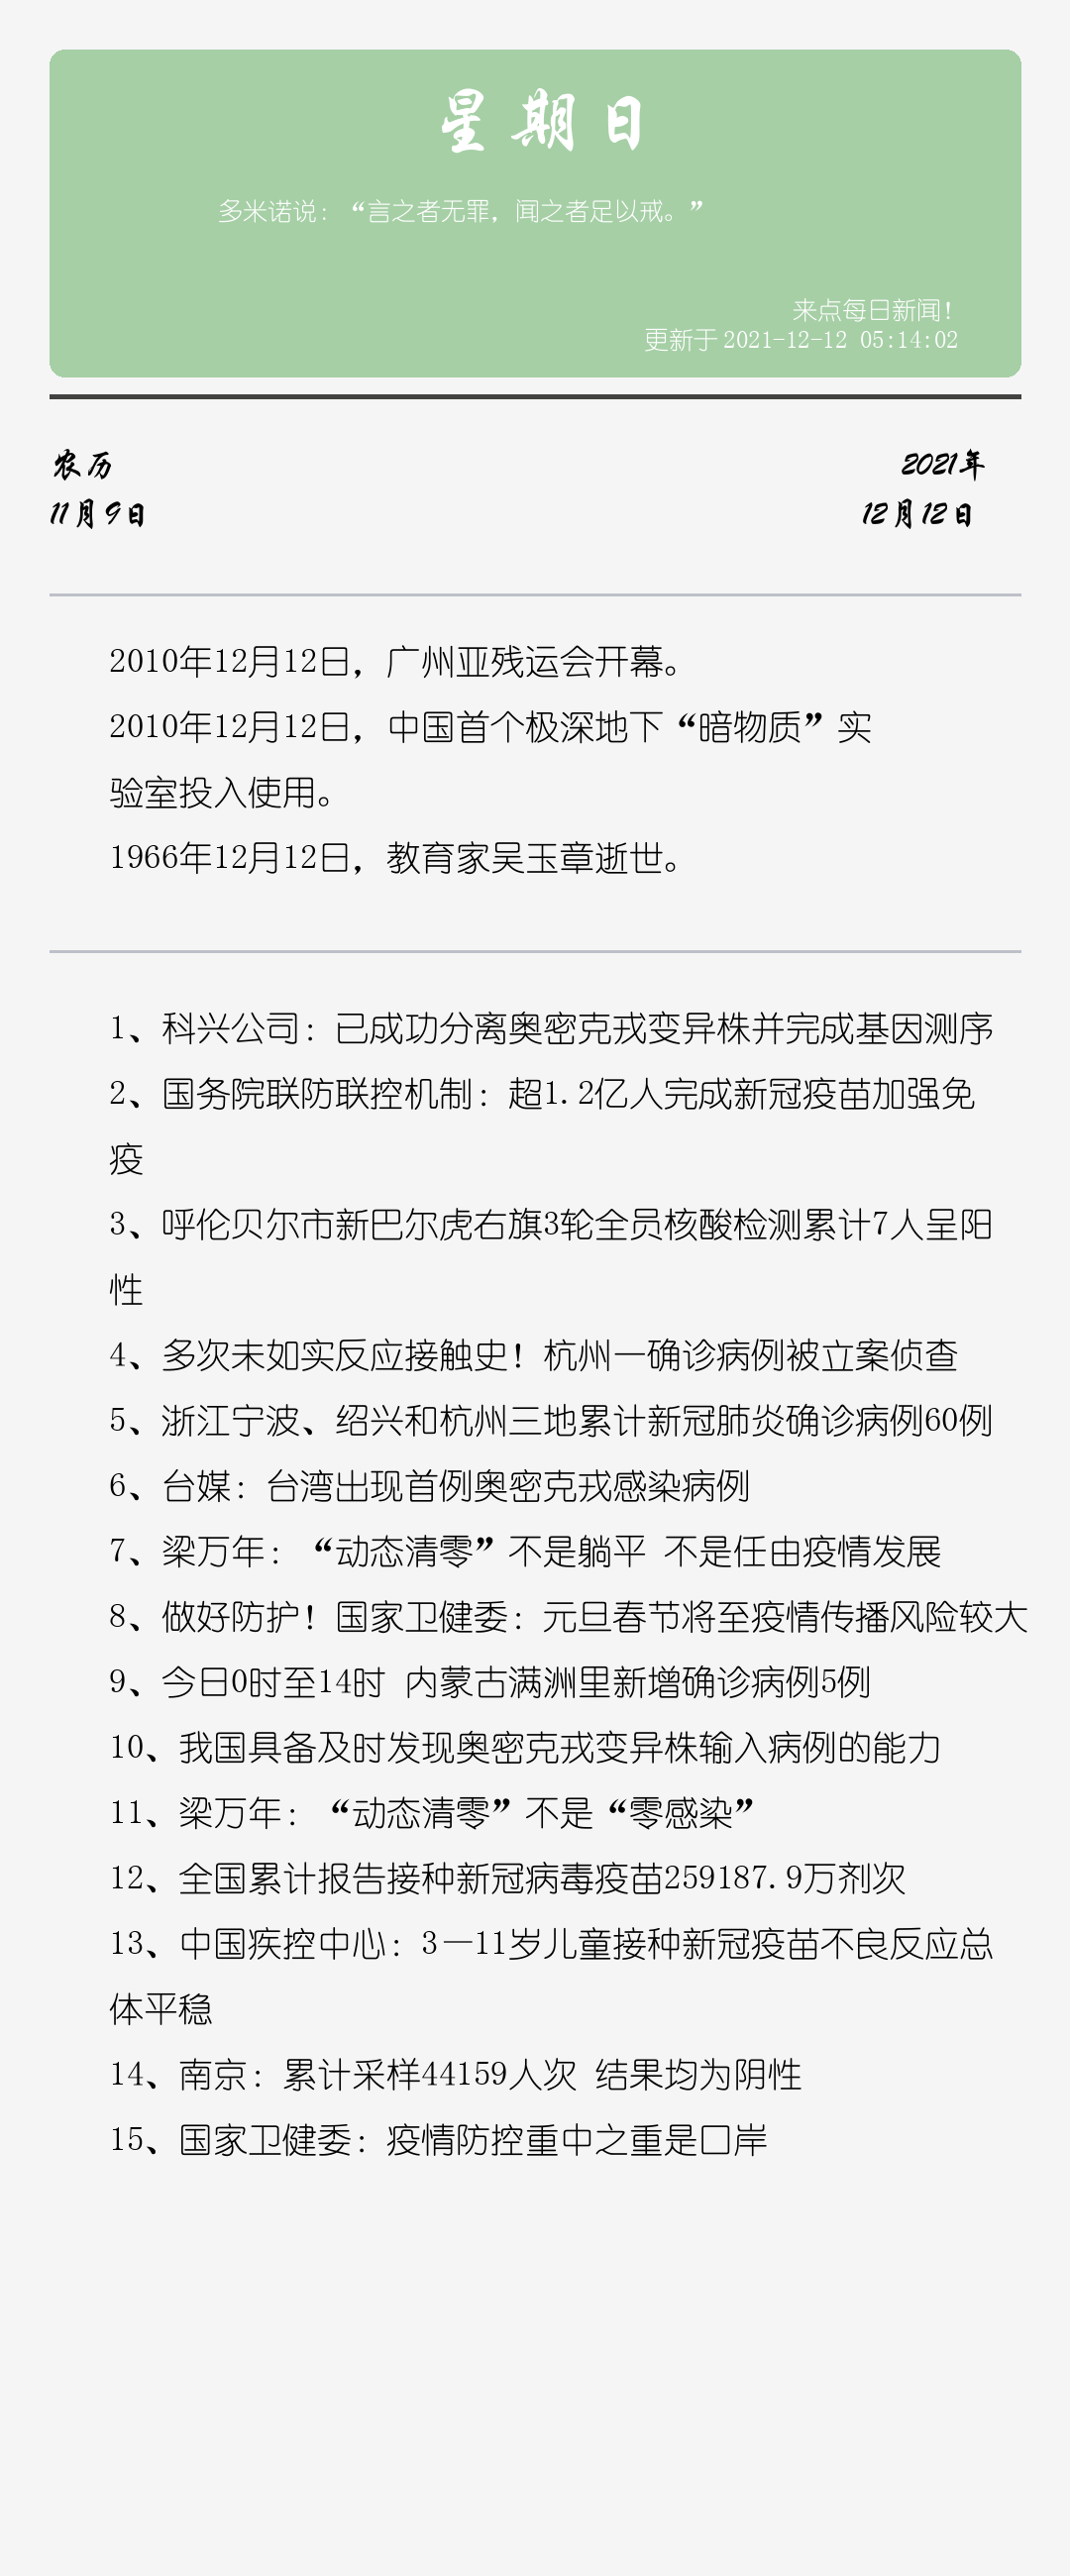 星期日
多米诺说：“言之者无罪，闻之者足以戒。”
来点每日新闻！
更新于 2021-12-12 05:14:02
农历
2021年
11月9日
12月12日
2010年12月12日，广州亚残运会开幕。
2010年12月12日，中国首个极深地下“暗物质”实
验室投入使用。
1966年12月12日，教育家吴玉章逝世。
1、科兴公司：已成功分离奥密克戎变异株并完成基因测序
2、国务院联防联控机制：超1.2亿人完成新冠疫苗加强免
疫
3、呼伦贝尔市新巴尔虎右旗3轮全员核酸检测累计7人呈阳
性
4、多次未如实反应接触史！杭州一确诊病例被立案侦查
5、浙江宁波、绍兴和杭州三地累计新冠肺炎确诊病例60例
6、台媒：台湾出现首例奥密克戎感染病例
7、梁万年：“动态清零”不是躺平 不是任由疫情发展
8、做好防护！国家卫健委：元旦春节将至疫情传播风险较大
9、今日0时至14时 内蒙古满洲里新增确诊病例5例
10、我国具备及时发现奥密克戎变异株输入病例的能力
11、梁万年：“动态清零”不是“零感染”
12、全国累计报告接种新冠病毒疫苗259187.9万剂次
13、中国疾控中心：3—11岁儿童接种新冠疫苗不良反应总
体平稳
14、南京：累计采样44159人次 结果均为阴性
15、国家卫健委：疫情防控重中之重是口岸